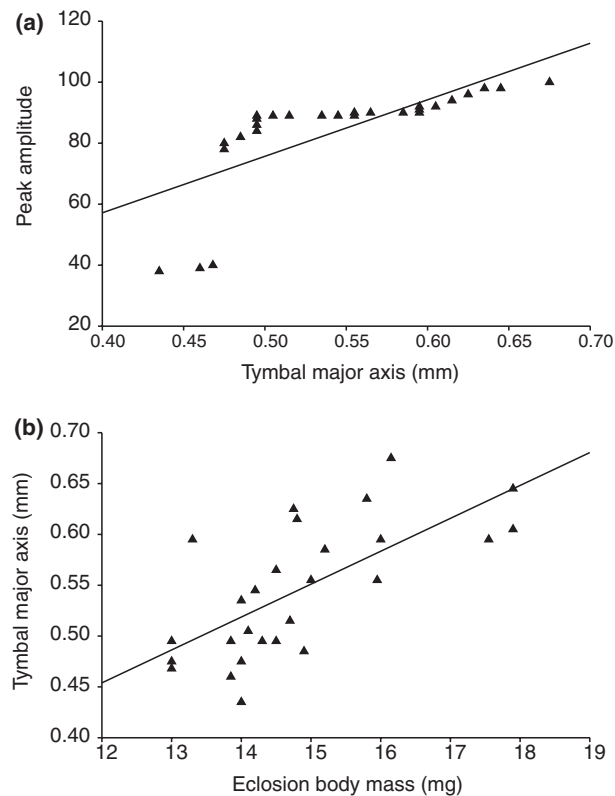 (a)
120
100
80
60
40
20
Peak amplitude
0.40 0.45 0.50 0.55 0.60 0.65 0.70
Tymbal major axis (mm)
(b)
0.70
0.65
0.60
0.55
0.50
0.45
0.40
Tymbal major axis (mm)
12 13 14 15 16 17 18 19
Eclosion body mass (mg)